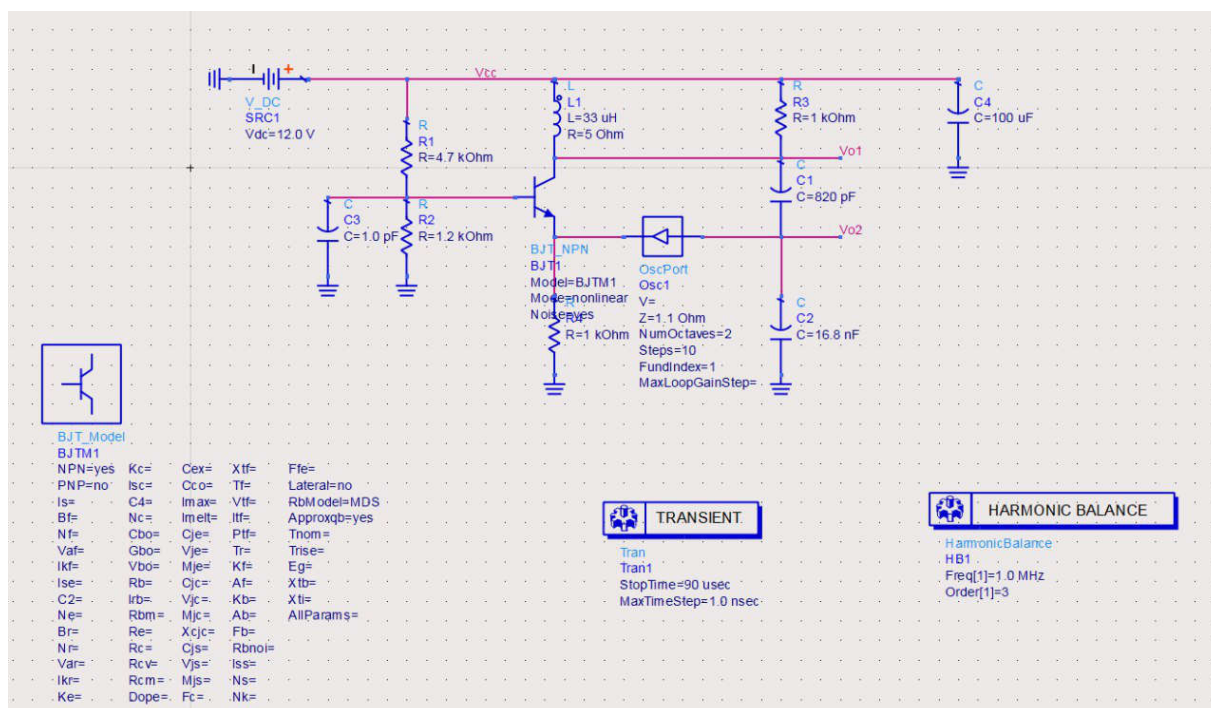 Vcc
V_DC
SRC1
Vdc=12.0 V
R
R1
R=4.7 kOhm
L
L1
L=33 uH
R=5 Ohm
R
R3
R=1 kOhm
C
C4
C=100 uF
Vo1
C
C1
C=820 pF
C
C3
C=1.0 pF
R
R2
R=1.2 kOhm
Vo2
BJT_NPN
BJT1
Model=BJTM1
Mode=nonlinear
Noise=yes
R
R4
R=1 kOhm
OscPort
Osc1
V=
Z=1.1 Ohm
NumOctaves=2
Steps=10
FundIndex=1
MaxLoopGainStep=
C
C2
C=16.8 nF
BJT_Model
BJTM1
NPN=yes Kc= Cex= Xtf= Ffe=
PNP=no Isc= Cco= Tf= Lateral=no
Is= C4= Imax= Vtf= RbModel=MDS
Bf= Nc= Imelt= Itf= Approxqb=yes
Nf= Cbo= Cje= Ptf= Tnom=
Vaf= Gbo= Vje= Tr= Trise=
Ikf= Vbo= Mje= Kf= Eg=
Ise= Rb= Cjc= Af= Xtb=
C2= Irb= Vjc= Kb= Xti=
Ne= Rbm= Mjc= Ab= AllParams=
Br= Re= Xcjc= Fb=
Nr= Rc= Cjs= Rbnoi=
Var= Rcv= Vjs= Iss=
Ikr= Rcm= Mjs= Ns=
Ke= Dope= Fc= Nk=
TRANSIENT
Tran
Tran1
StopTime=90 usec
MaxTimeStep=1.0 nsec
HARMONIC BALANCE
HarmonicBalance
HB1
Freq[1]=1.0 MHz
Order[1]=3